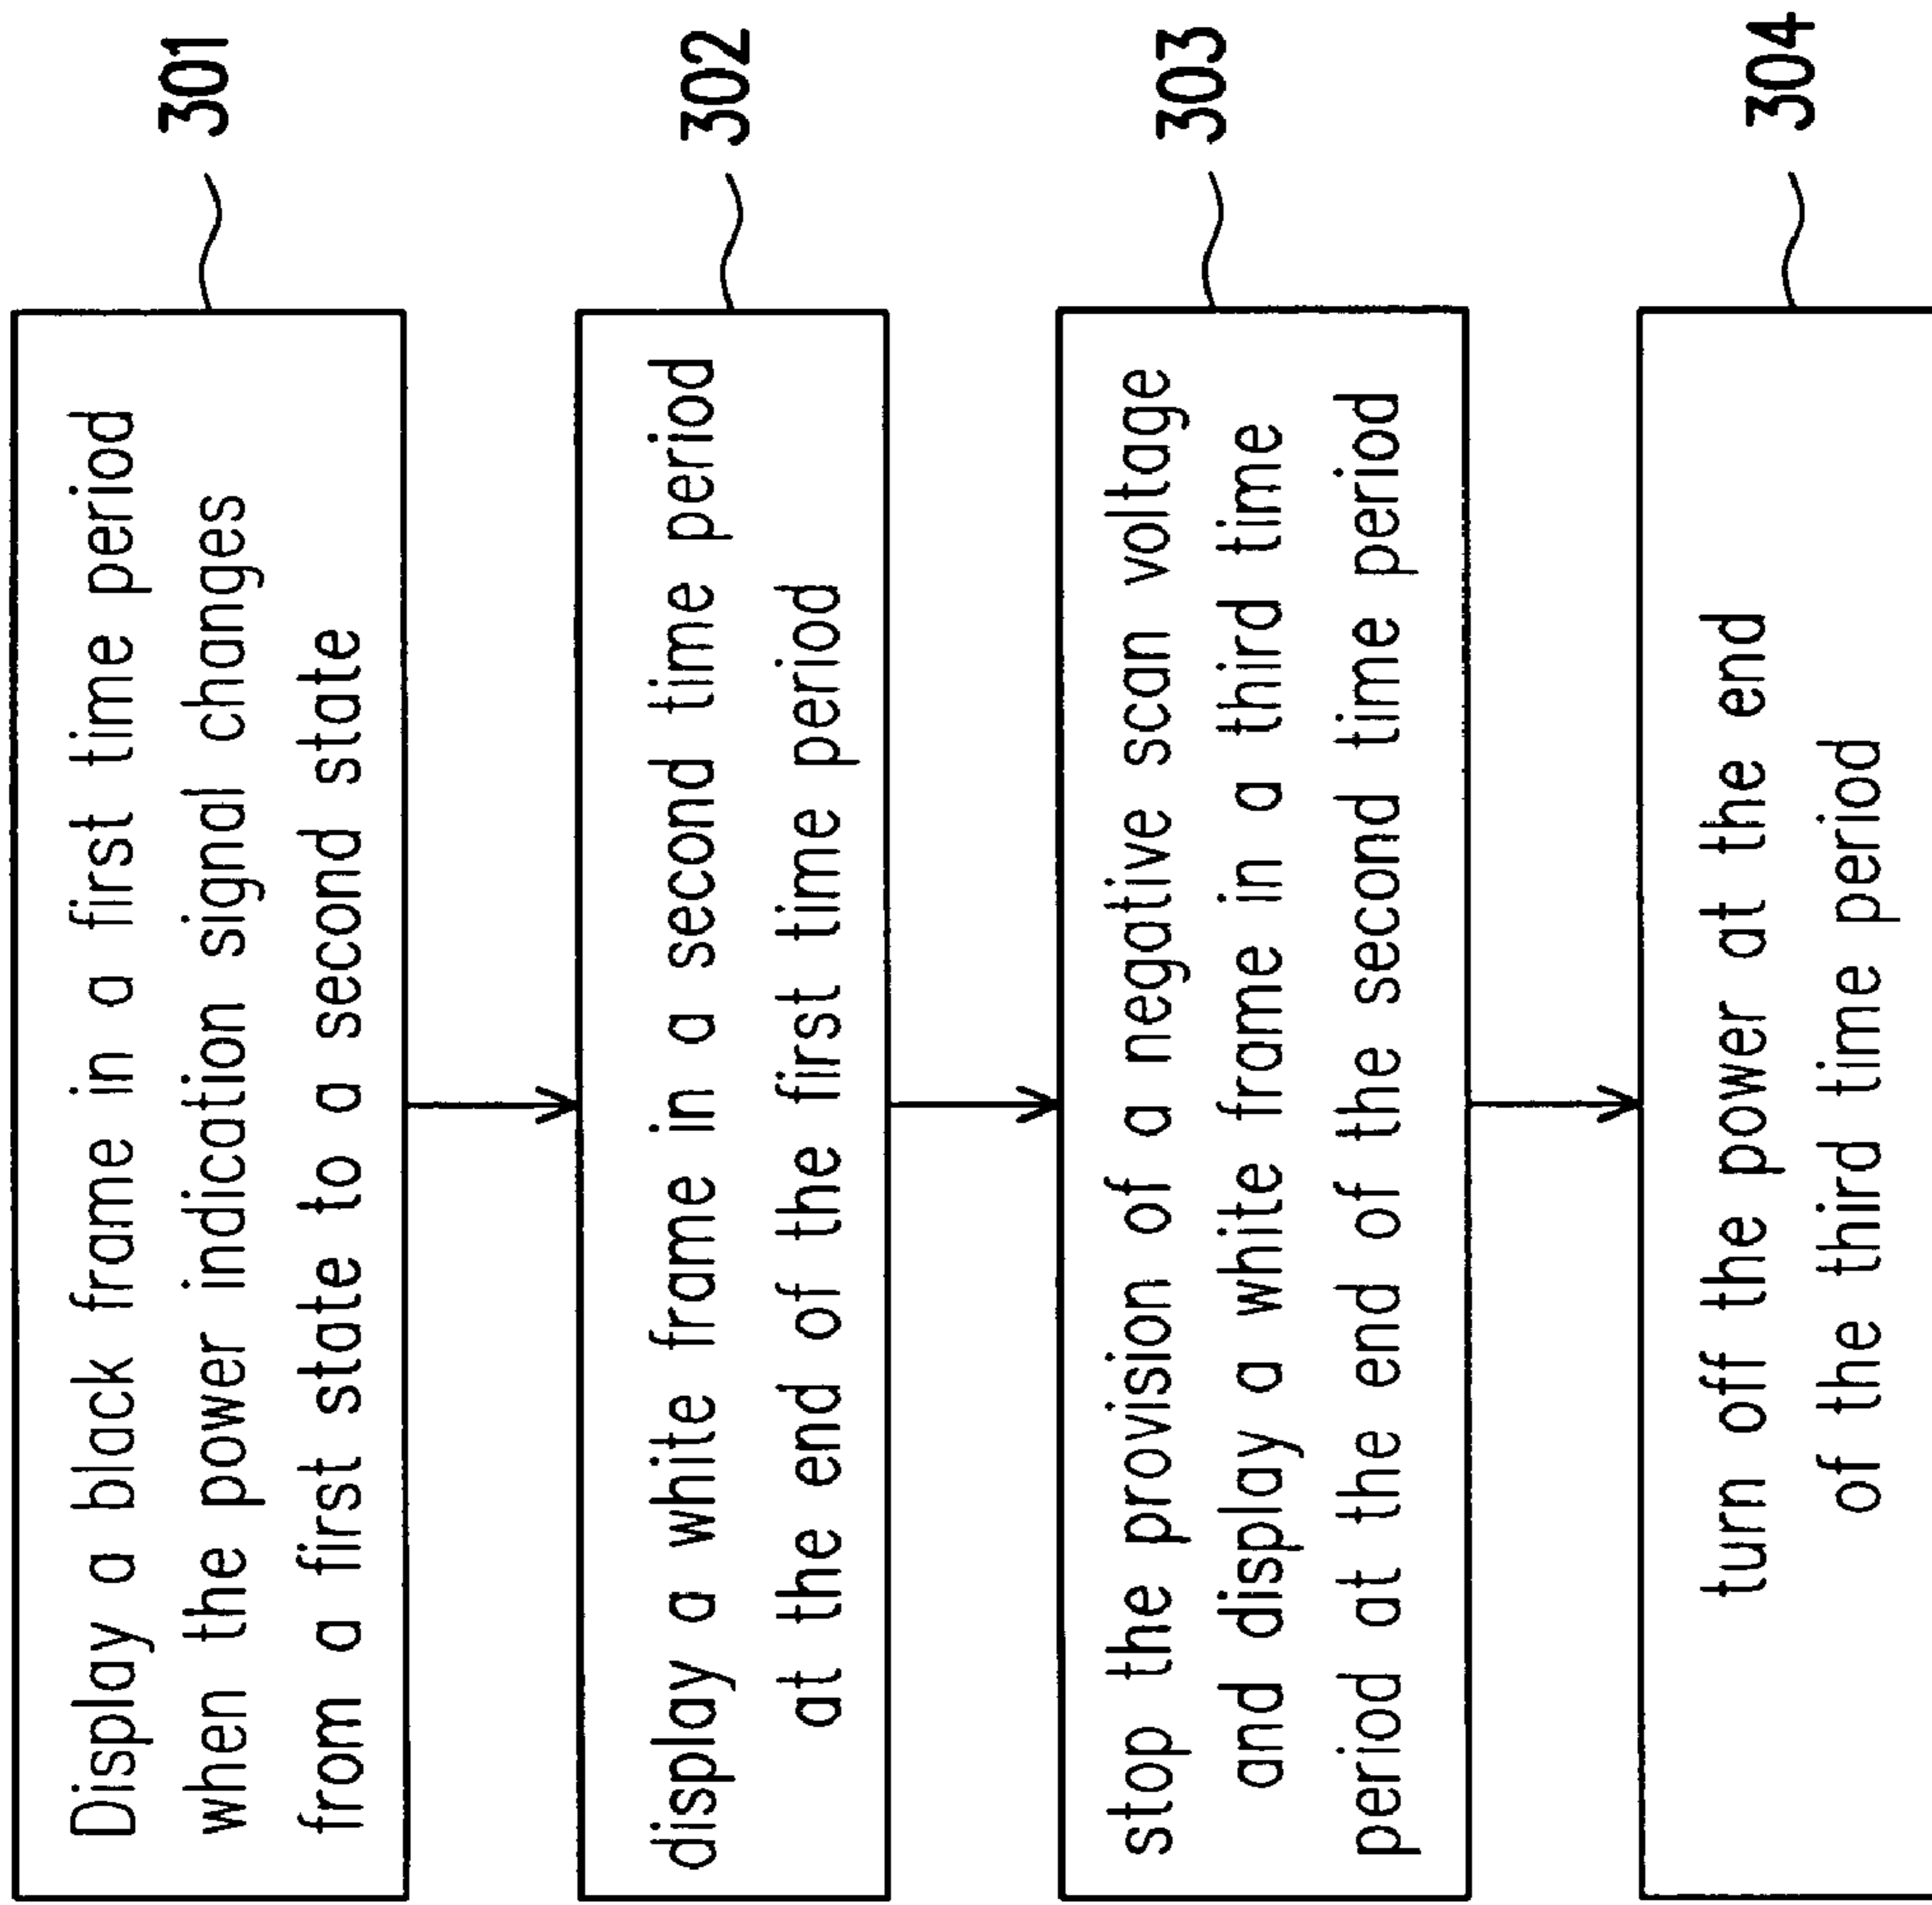 Display a black frame in a first time period
when the power indication signal changes
from a first state to a second state
301
display a white frame in a second time period
at the end of the first time period
302
stop the provision of a negative scan voltage
and display a white frame in a third time
period at the end of the second time period
303
turn off the power at the end
of the third time period
304